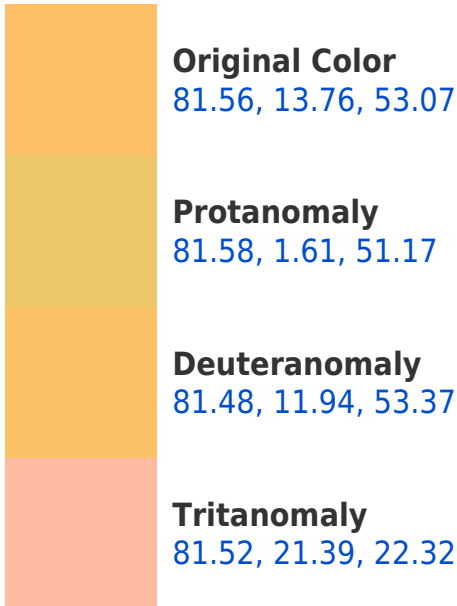 Original Color
81.56, 13.76, 53.07
Protanomaly
81.58, 1.61, 51.17
Deuteranomaly
81.48, 11.94, 53.37
Tritanomaly
81.52, 21.39, 22.32